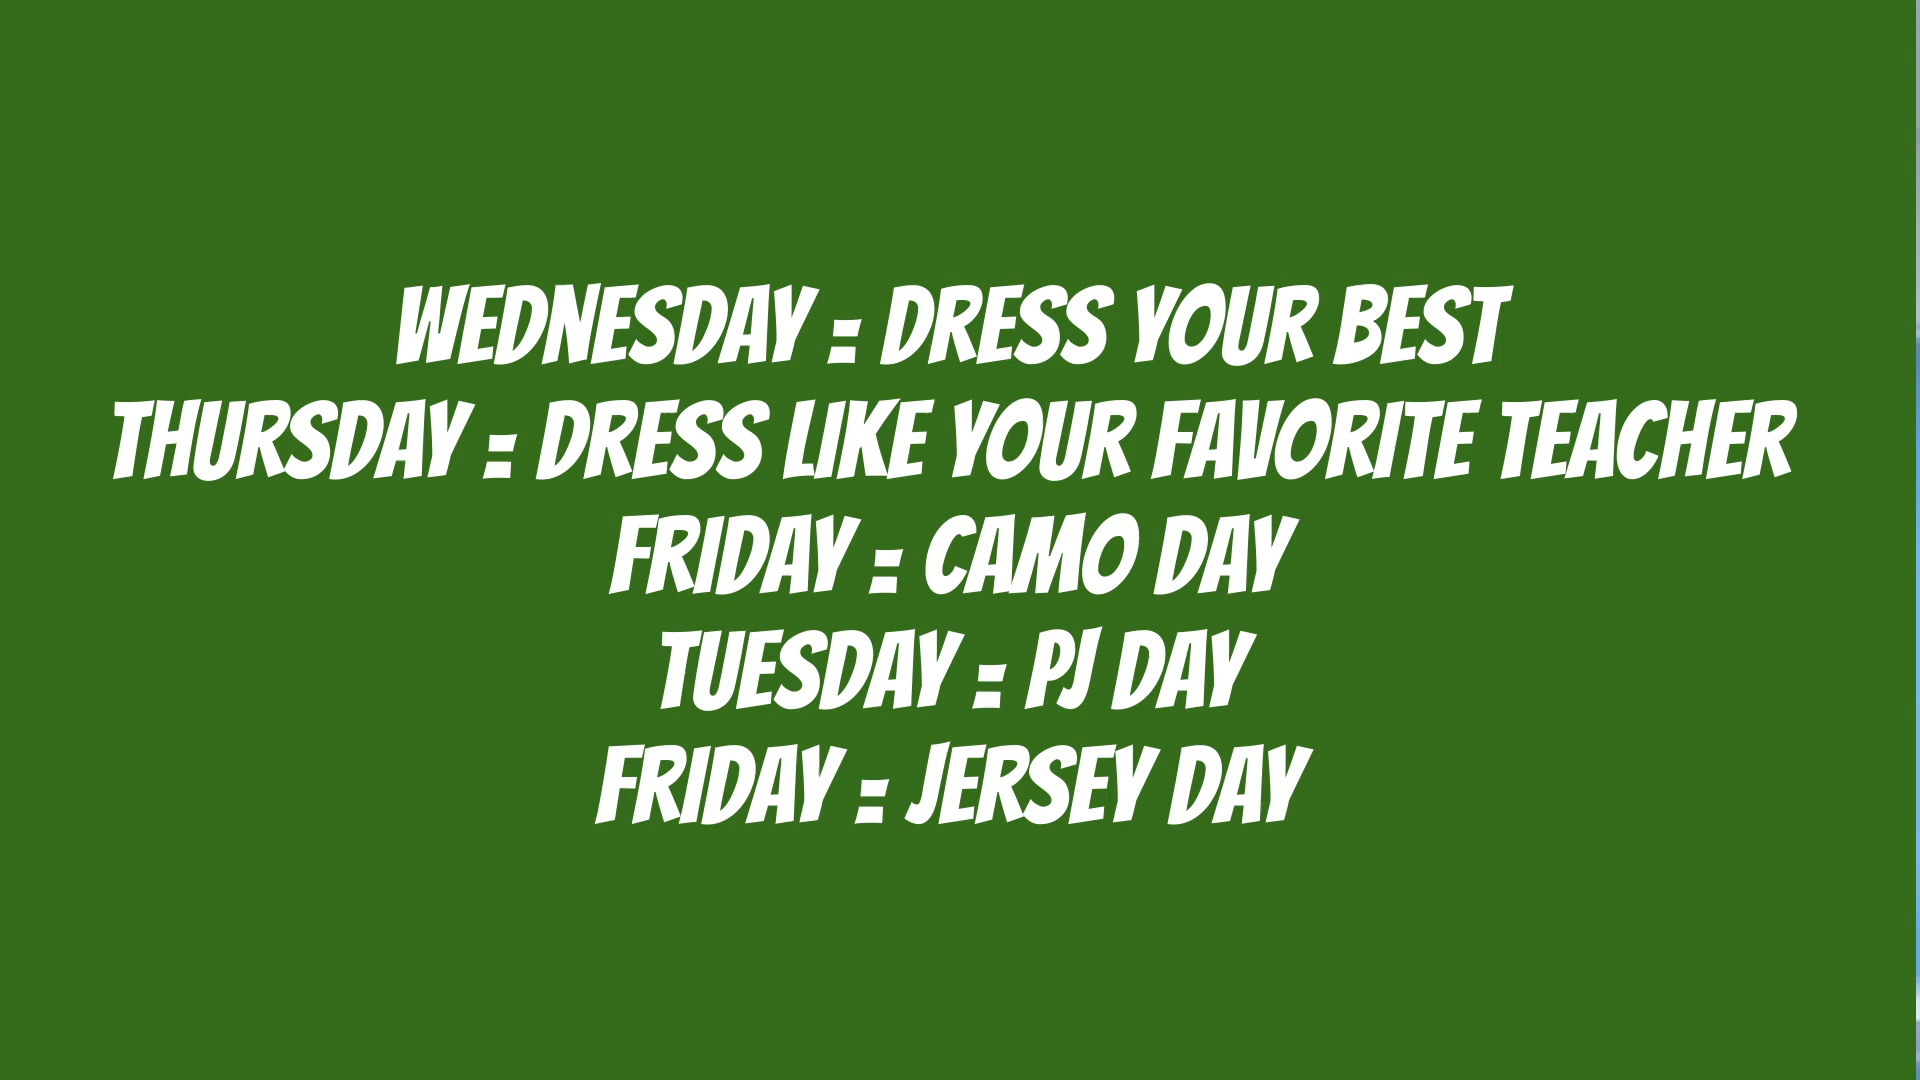 WEDNESDAY = DRESS YOUR BEST
THURSDAY = DRESS LIKE YOUR FAVORITE TEACHER
FRIDAY = CAMO DAY
TUESDAY = PJ DAY
FRIDAY = JERSEY DAY